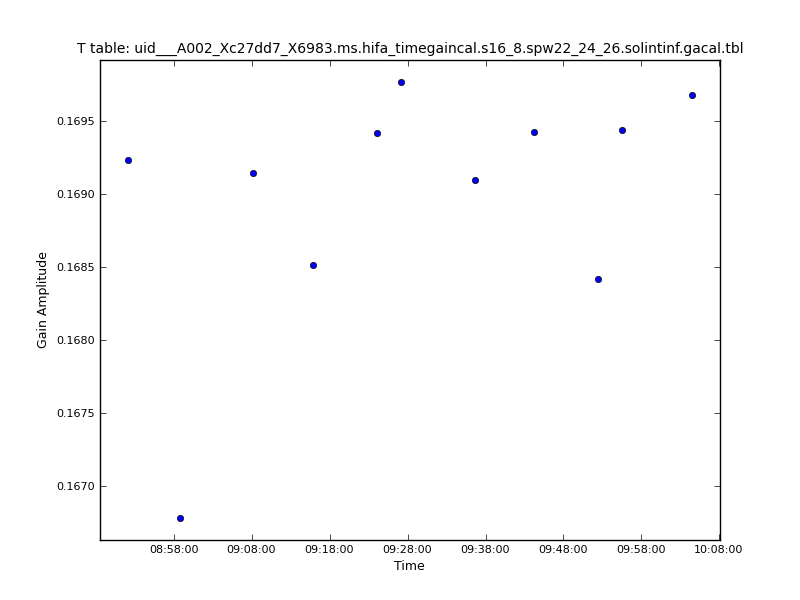 T table: uid___A002_Xc27dd7_X6983.ms.hifa_timegaincal.s16_8.spw22_24_26.solintinf.gacal.tbl
0.1695
0.1690
0.1685
0.1680
0.1675
0.1670
Gain Amplitude
08:58:00 09:08:00 09:18:00 09:28:00 09:38:00 09:48:00 09:58:00 10:08:00
Time